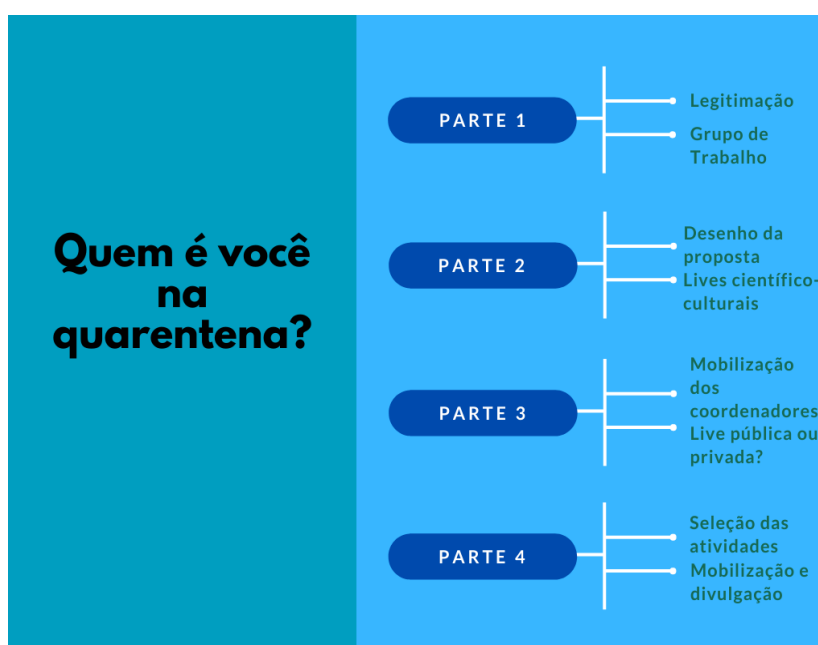 Quem é você
na
quarentena?
PARTE 1
Legitimação
Grupo de
Trabalho
PARTE 2
Desenho da
proposta
Lives científico-
culturais
PARTE 3
Mobilização
dos
coordenadores
Live pública ou
privada?
PARTE 4
Seleção das
atividades
Mobilização e
divulgação